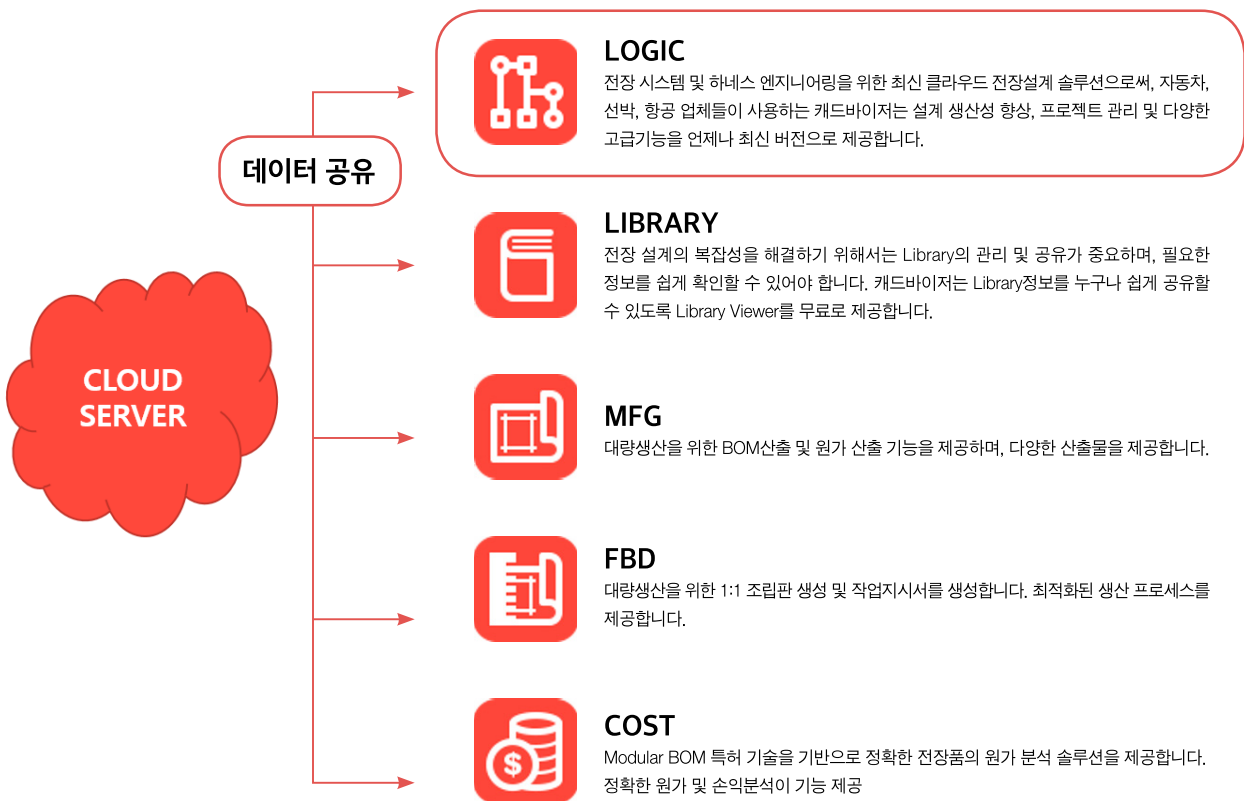 LOGIC
전장 시스템 및 하네스 엔지니어링을 위한 최신 클라우드 전장설계 솔루션으로써, 자동차,
선박, 항공 업체들이 사용하는 캐드바이저는 설계 생산성 향상, 프로젝트 관리 및 다양한
고급기능을 언제나 최신 버전으로 제공합니다.
데이터 공유
LIBRARY
전장 설계의 복잡성을 해결하기 위해서는 Library의 관리 및 공유가 중요하며, 필요한
정보를 쉽게 확인할 수 있어야 합니다. 캐드바이저는 Library정보를 누구나 쉽게 공유할
수 있도록 Library Viewer를 무료로 제공합니다.
CLOUD
SERVER
MFG
대량생산을 위한 BOM산출 및 원가 산출 기능을 제공하며, 다양한 산출물을 제공합니다.
FBD
대량생산을 위한 1:1 조립판 생성 및 작업지시서를 생성합니다. 최적화된 생산 프로세스를
제공합니다.
$
COST
Modular BOM 특허 기술을 기반으로 정확한 전장품의 원가 분석 솔루션을 제공합니다.
정확한 원가 및 손익분석이 기능 제공